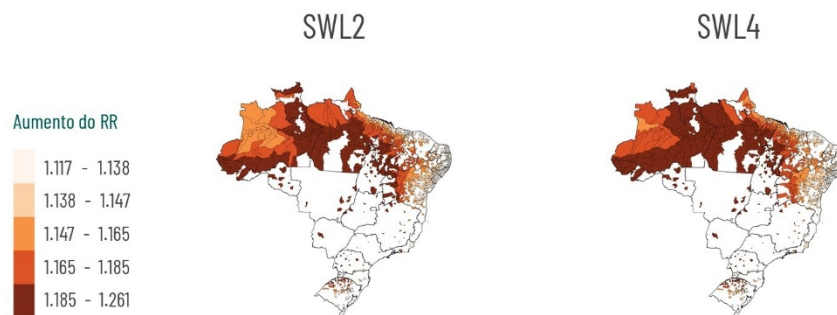 SWL2
SWL4
Aumento do RR
1.117 - 1.138
1.138 - 1.147
1.147 - 1.165
1.165 - 1.185
1.185 - 1.261